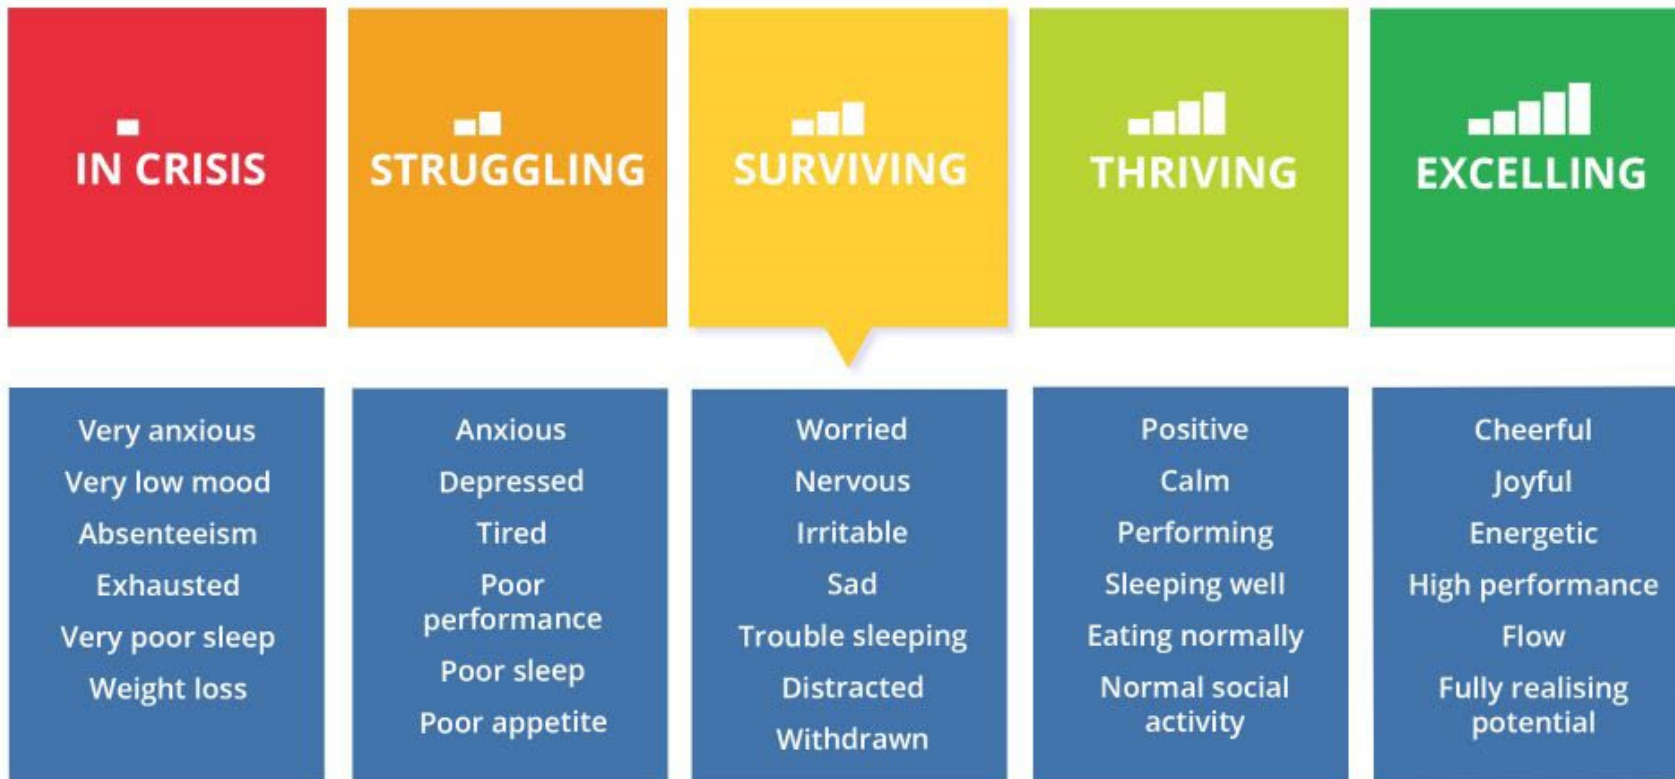 IN CRISIS
STRUGGLING
SURVIVING
THRIVING
EXCELLING
Very anxious
Very low mood
Absenteeism
Exhausted
Very poor sleep
Weight loss
Anxious
Depressed
Tired
Poor
performance
Poor sleep
Poor appetite
Worried
Nervous
Irritable
Sad
Trouble sleeping
Distracted
Withdrawn
Positive
Calm
Performing
Sleeping well
Eating normally
Normal social
activity
Cheerful
Joyful
Energetic
High performance
Flow
Fully realising
potential